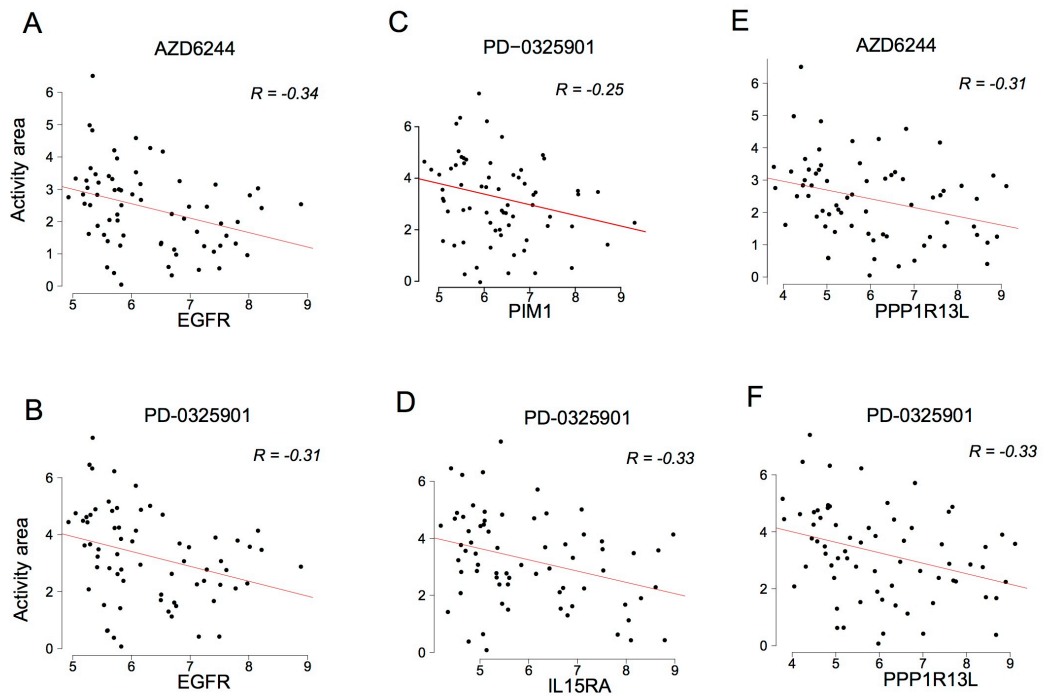 A
AZD6244
R = -0.34
Activity area
6
5
4
3
2
1
0
5 6 7 8 9
EGFR
C
PD−0325901
R = -0.25
6
4
2
0
5 6 7 8 9
PIM1
E
AZD6244
R = -0.31
6
5
4
3
2
1
0
4 5 6 7 8 9
PPP1R13L
B
PD-0325901
R = -0.31
Activity area
6
4
2
0
5 6 7 8 9
EGFR
D
PD-0325901
R = -0.33
6
4
2
0
5 6 7 8 9
IL15RA
F
PD-0325901
R = -0.33
6
4
2
0
4 5 6 7 8 9
PPP1R13L